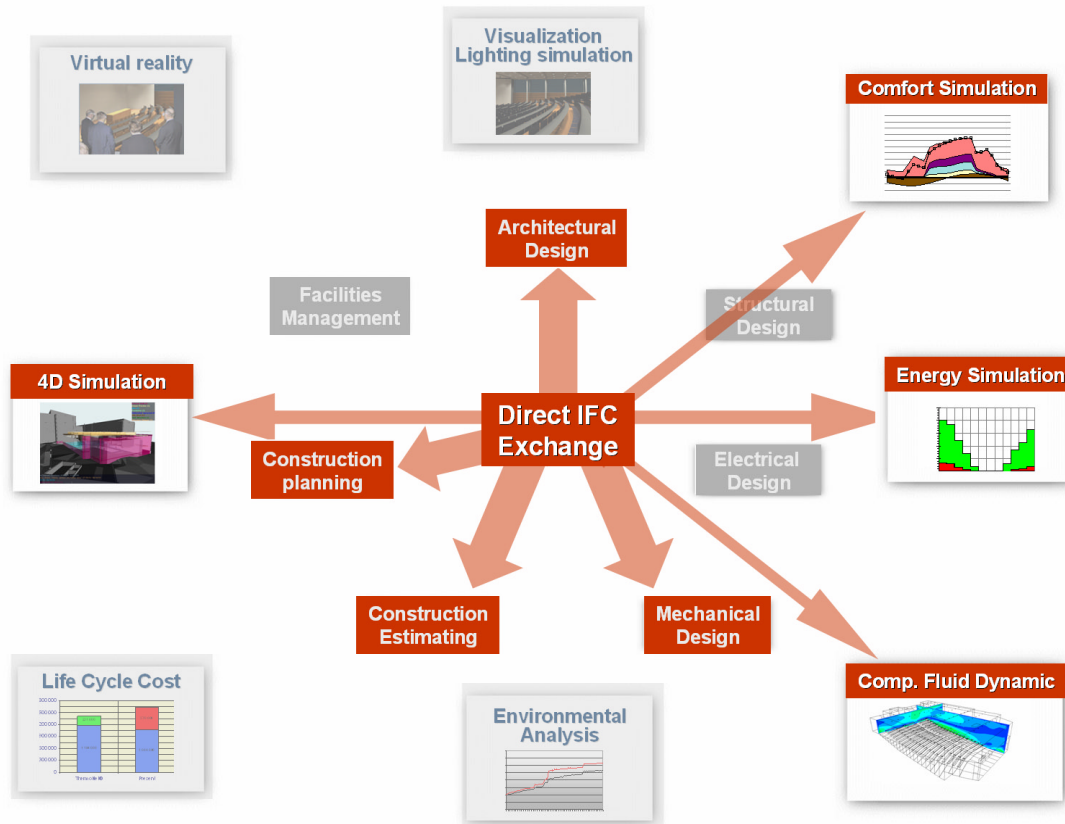 Virtual reality
Visualization
Lighting simulation
Comfort Simulation
Architectural
Design
Facilities
Management
Structural
Design
4D Simulation
Energy Simulation
Direct IFC
Exchange
Construction
planning
Electrical
Design
Construction
Estimating
Mechanical
Design
Life Cycle Cost
Environmental
Analysis
Comp. Fluid Dynamic